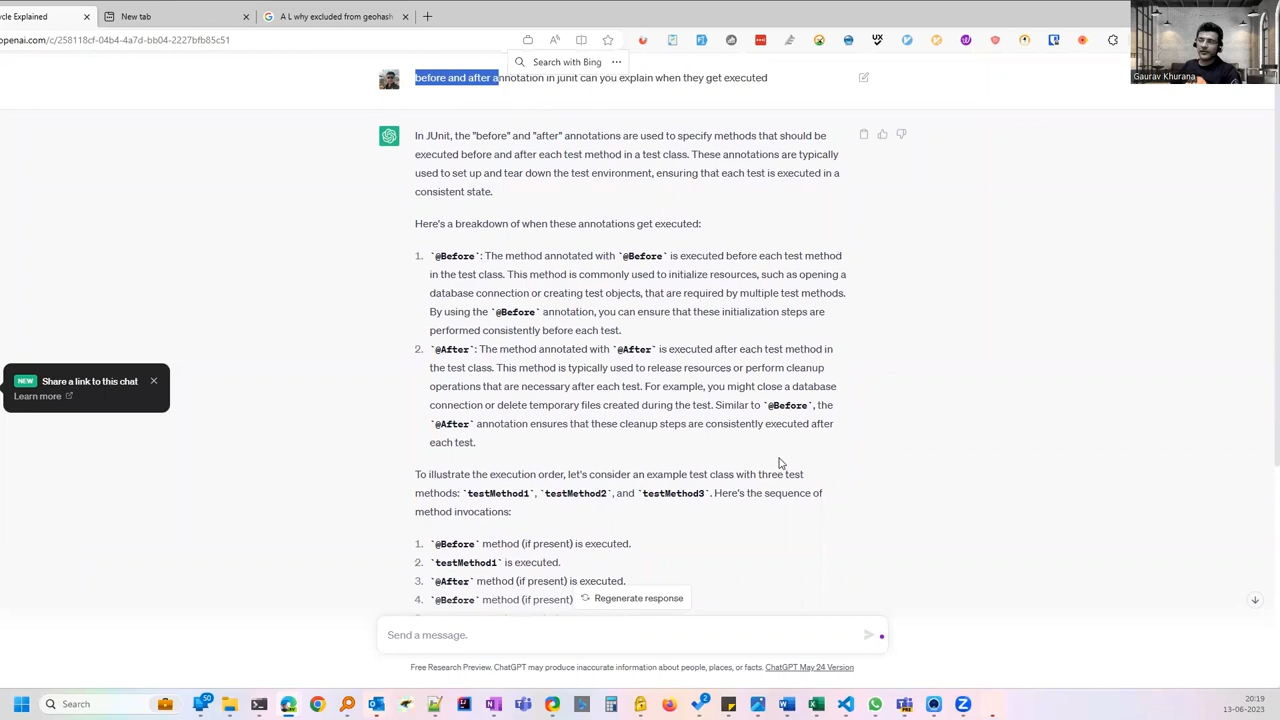 cle Explained
New tab
A L why excluded from geohash
openai.com/c/258118cf-04b4-4a7d-bb04-2227bfb85c51
Search with Bing
Gaurav Khurana
before and after annotation in junit can you explain when they get executed
In JUnit, the "before" and "after" annotations are used to specify methods that should be
executed before and after each test method in a test class. These annotations are typically
used to set up and tear down the test environment, ensuring that each test is executed in a
consistent state.
Here's a breakdown of when these annotations get executed:
1. `@Before`: The method annotated with `@Before` is executed before each test method
in the test class. This method is commonly used to initialize resources, such as opening a
database connection or creating test objects, that are required by multiple test methods.
By using the `@Before` annotation, you can ensure that these initialization steps are
performed consistently before each test.
2. `@After`: The method annotated with `@After` is executed after each test method in
the test class. This method is typically used to release resources or perform cleanup
operations that are necessary after each test. For example, you might close a database
connection or delete temporary files created during the test. Similar to `@Before`, the
`@After` annotation ensures that these cleanup steps are consistently executed after
each test.
NEW Share a link to this chat
Learn more
To illustrate the execution order, let's consider an example test class with three test
methods: `testMethod1`, `testMethod2`, and `testMethod3`. Here's the sequence of
method invocations:
1. `@Before` method (if present) is executed.
2. `testMethod1` is executed.
3. `@After` method (if present) is executed.
4. `@Before` method (if present)
Regenerate response
Send a message.
Free Research Preview. ChatGPT may produce inaccurate information about people, places, or facts. ChatGPT May 24 Version
Search
20:19
13-06-2023